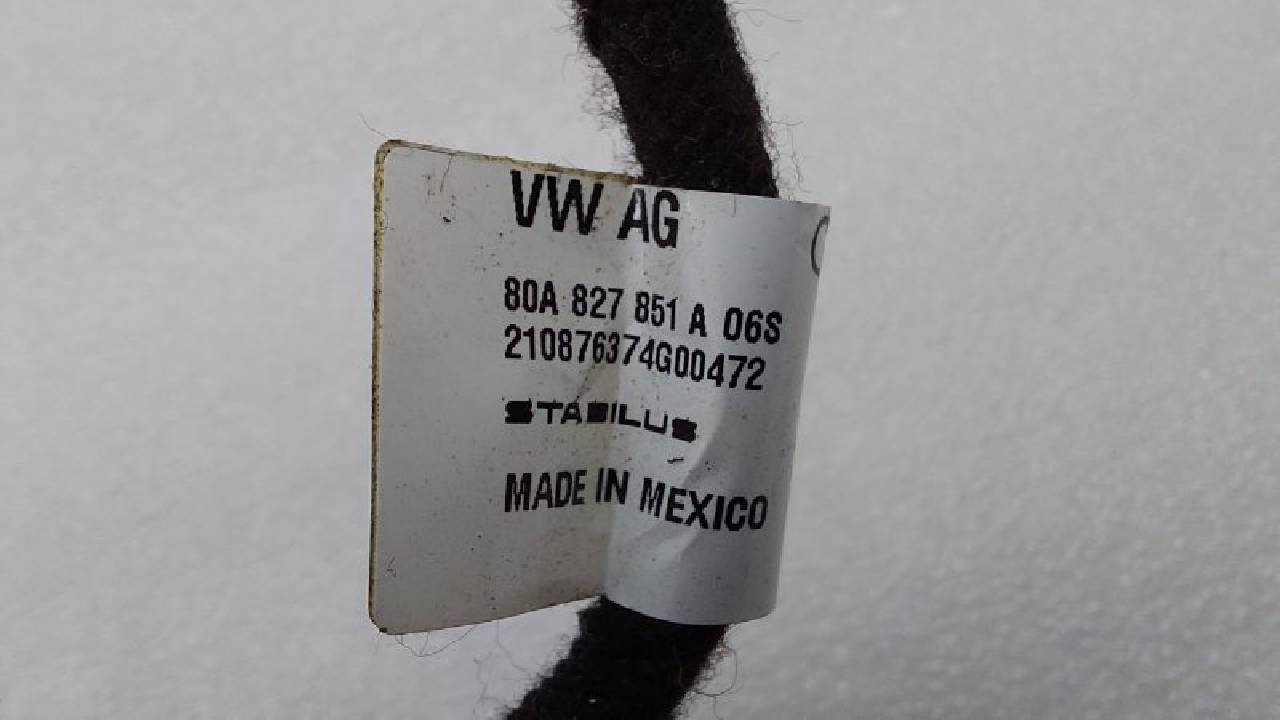 VW AG
80A 827 851 A 06S
210876374G00472
STABILUS
MADE IN MEXICO